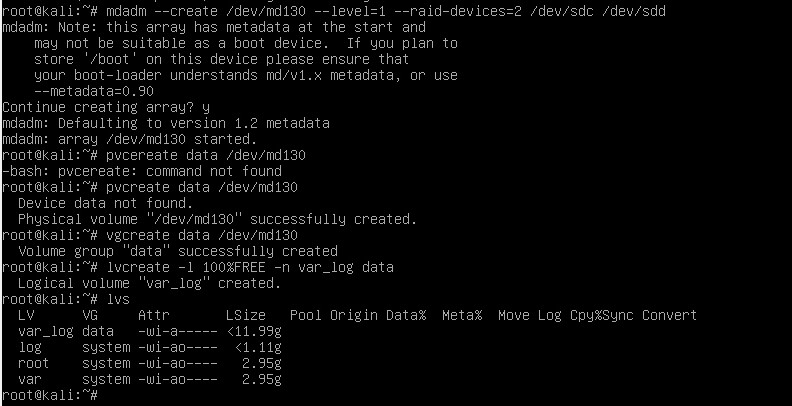 root@kali:~# mdadm --create /dev/md130 --level=1 --raid-devices=2 /dev/sdc /dev/sdd
mdadm: Note: this array has metadata at the start and
    may not be suitable as a boot device.  If you plan to
    store '/boot' on this device please ensure that
    your boot-loader understands md/v1.x metadata, or use
    --metadata=0.90
Continue creating array? y
mdadm: Defaulting to version 1.2 metadata
mdadm: array /dev/md130 started.
root@kali:~# pvcereate data /dev/md130
-bash: pvcereate: command not found
root@kali:~# pvcreate data /dev/md130
  Device data not found.
  Physical volume "/dev/md130" successfully created.
root@kali:~# vgcreate data /dev/md130
  Volume group "data" successfully created
root@kali:~# lvcreate -l 100%FREE -n var_log data
  Logical volume "var_log" created.
root@kali:~# lvs
  LV      VG     Attr       LSize   Pool Origin Data%  Meta%  Move Log Cpy%Sync Convert
  var_log data   -wi-a----- <11.99g
  log     system -wi-ao----  <1.11g
  root    system -wi-ao----   2.95g
  var     system -wi-ao----   2.95g
root@kali:~#